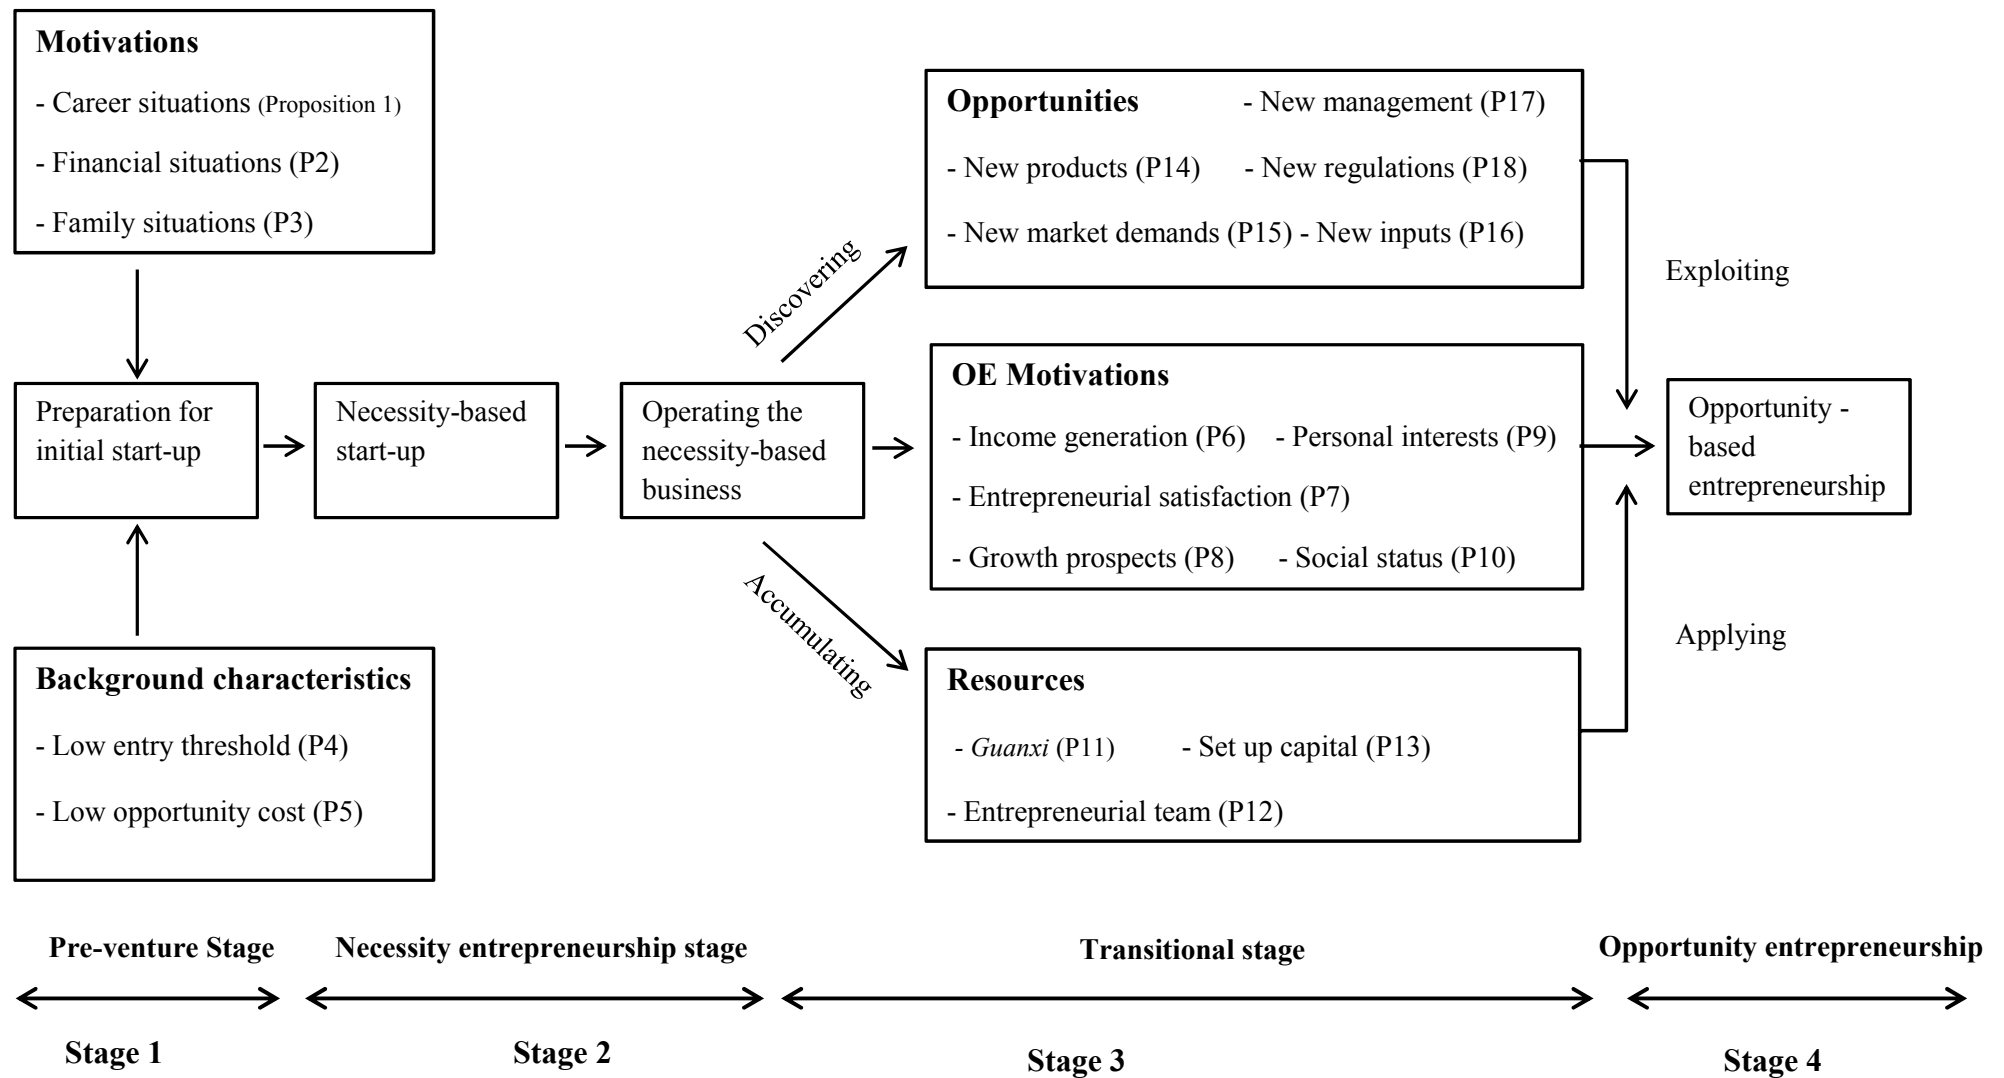 Motivations
- Career situations (Proposition 1)
- Financial situations (P2)
- Family situations (P3)
Preparation for
initial start-up
Background characteristics
- Low entry threshold (P4)
- Low opportunity cost (P5)
Necessity-based
start-up
Operating the
necessity-based
business
Discovering
Accumulating
Opportunities - New management (P17)
- New products (P14) - New regulations (P18)
- New market demands (P15) - New inputs (P16)
OE Motivations
- Income generation (P6) - Personal interests (P9)
- Entrepreneurial satisfaction (P7)
- Growth prospects (P8) - Social status (P10)
Resources
- Guanxi (P11) - Set up capital (P13)
- Entrepreneurial team (P12)
Exploiting
Opportunity -
based
entrepreneurship
Applying
Pre-venture Stage Necessity entrepreneurship stage Transitional stage Opportunity entrepreneurship
Stage 1 Stage 2 Stage 3 Stage 4